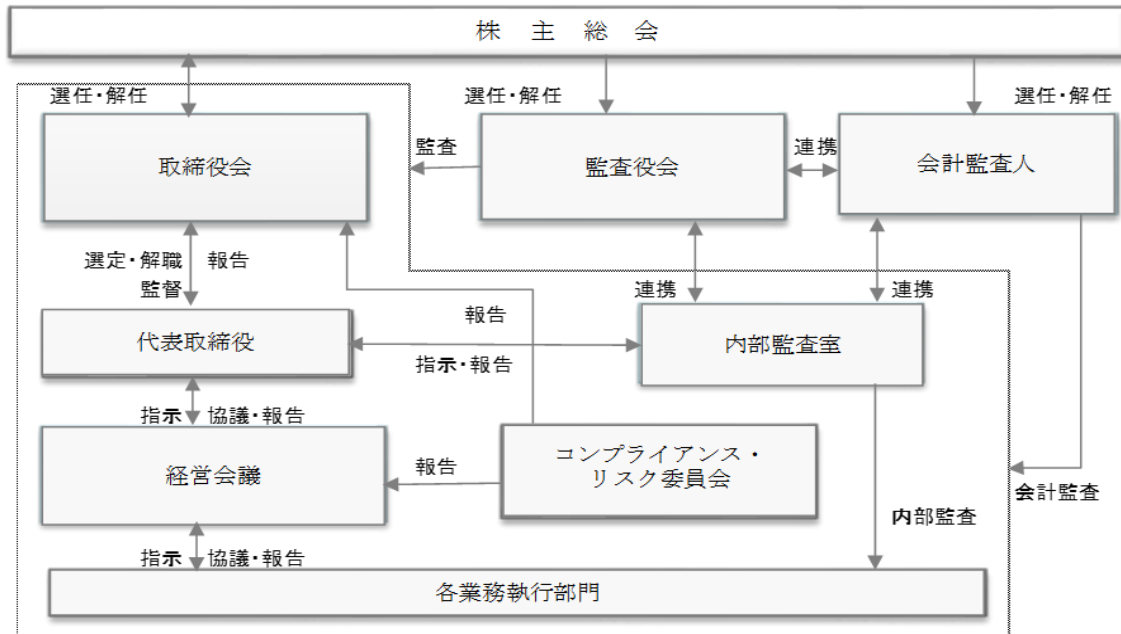 株 主 総 会
選任・解任
選任・解任
選任・解任
取締役会
監査
監査役会
連携
会計監査人
選定・解職
監督
報告
連携
連携
代表取締役
報告
指示・報告
内部監査室
指示
協議・報告
経営会議
報告
コンプライアンス・
リスク委員会
会計監査
内部監査
指示
協議・報告
各業務執行部門